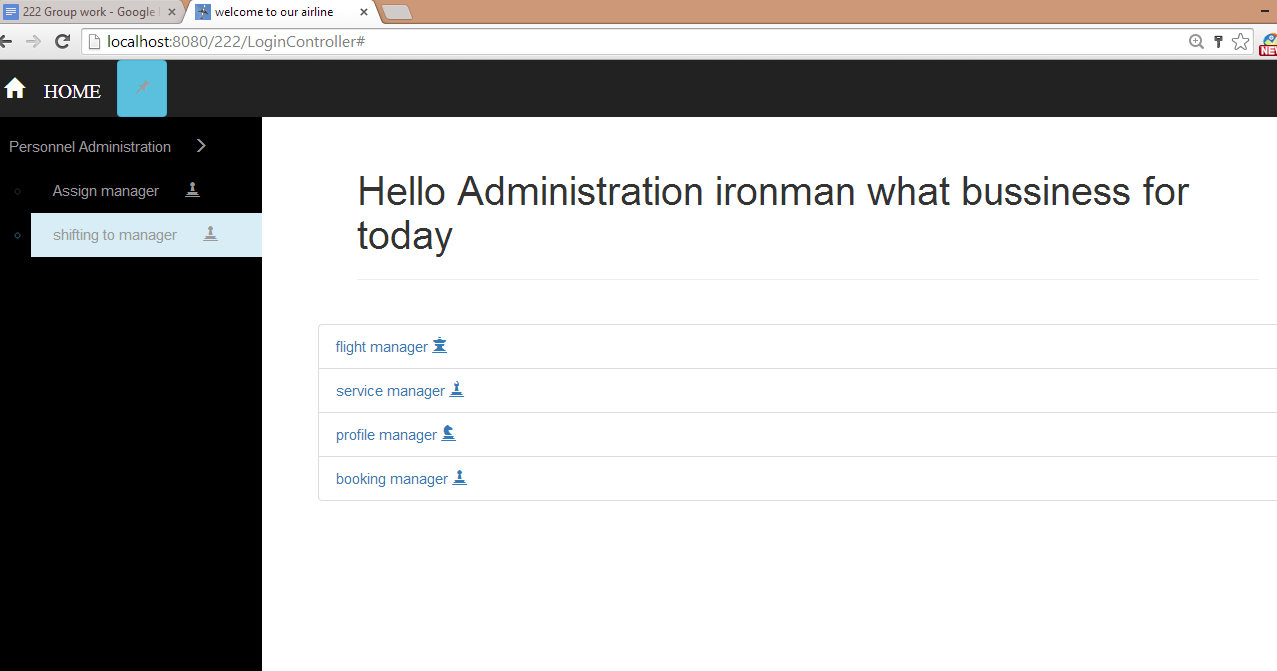 222 Group work - Google
welcome to our airline
localhost:8080/222/LoginController#
NEW
HOME
Personnel Administration
Assign manager
shifting to manager
Hello Administration ironman what bussiness for
today
flight manager
service manager
profile manager
booking manager